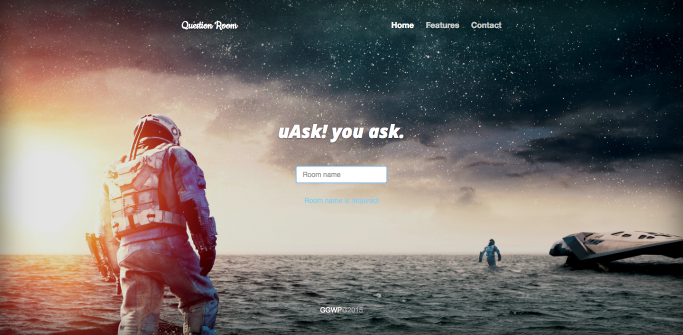 Question Room
Home Features Contact
uAsk! you ask.
Room name
Room name is required!
GGWP©2015